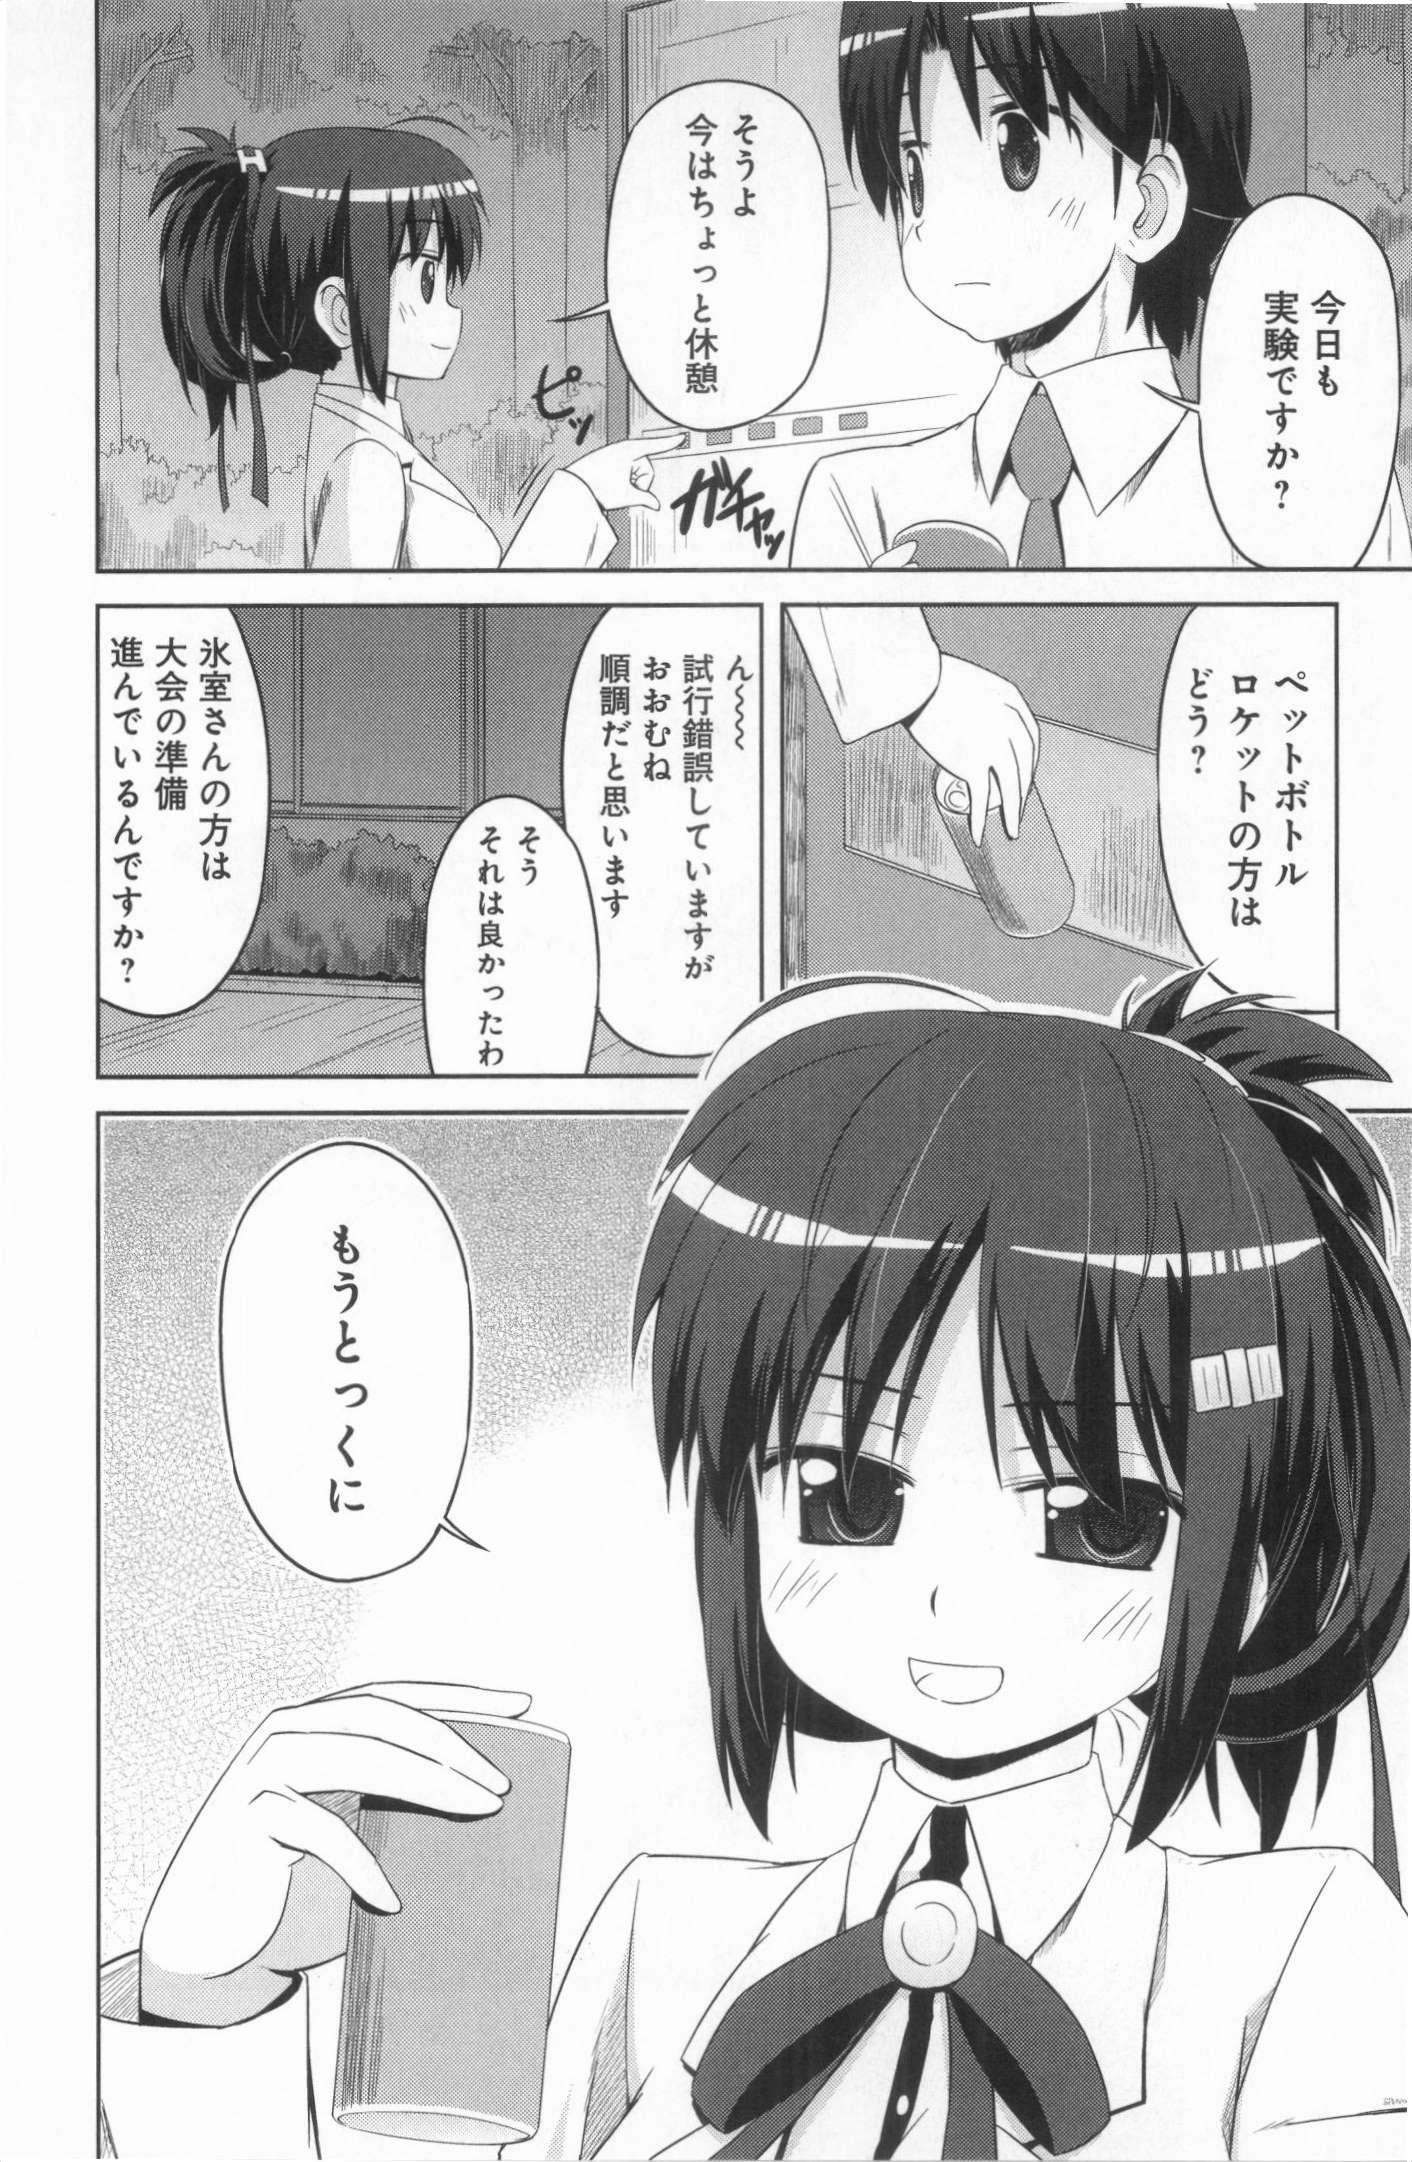 今日も
実験ですか?
そうよ
今はちょっと休憩
ピッ
ガチャッ
ペットボトル
ロケットの方は
どう?
ん～～～
試行錯誤していますが
おおむね
順調だと思います
そう
それは良かったわ
氷室さんの方は
大会の準備
進んでいるんですか?
もうとっくに